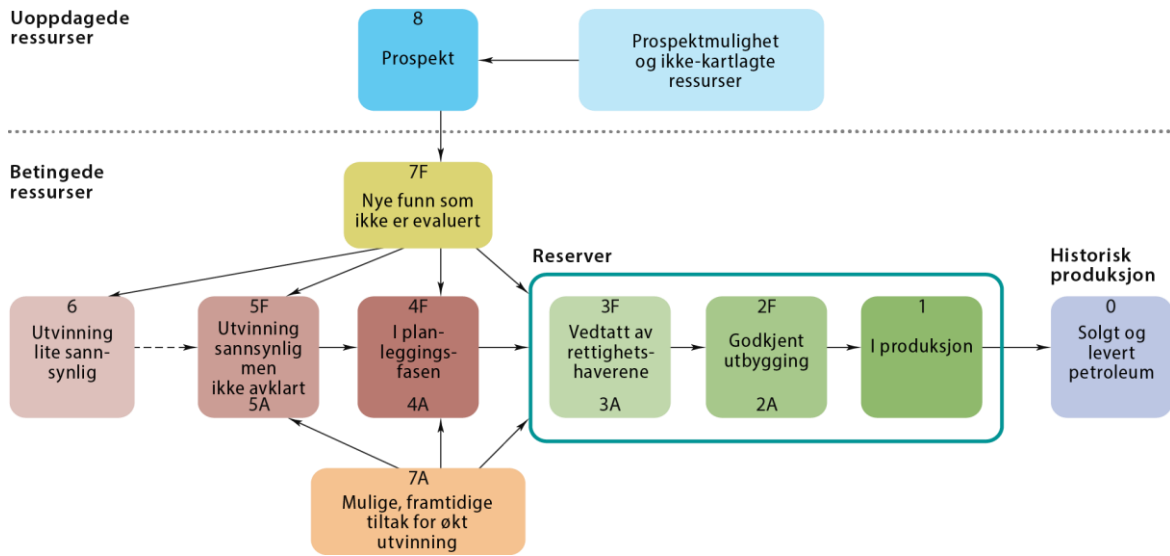 Uoppdagede
ressurser
8
Prospekt
Prospektmulighet
og ikke-kartlagte
ressurser
Betingede
ressurser
7F
Nye funn som
ikke er evaluert
Reserver
Historisk
produksjon
6
Utvinning
lite sann-
synlig
5F
Utvinning
sannsynlig
men
ikke avklart
5A
4F
I plan-
leggings-
fasen
4A
3F
Vedtatt av
rettighets-
haverene
3A
2F
Godkjent
utbygging
2A
1
I produksjon
0
Solgt og
levert
petroleum
7A
Mulige, framtidige
tiltak for økt
utvinning